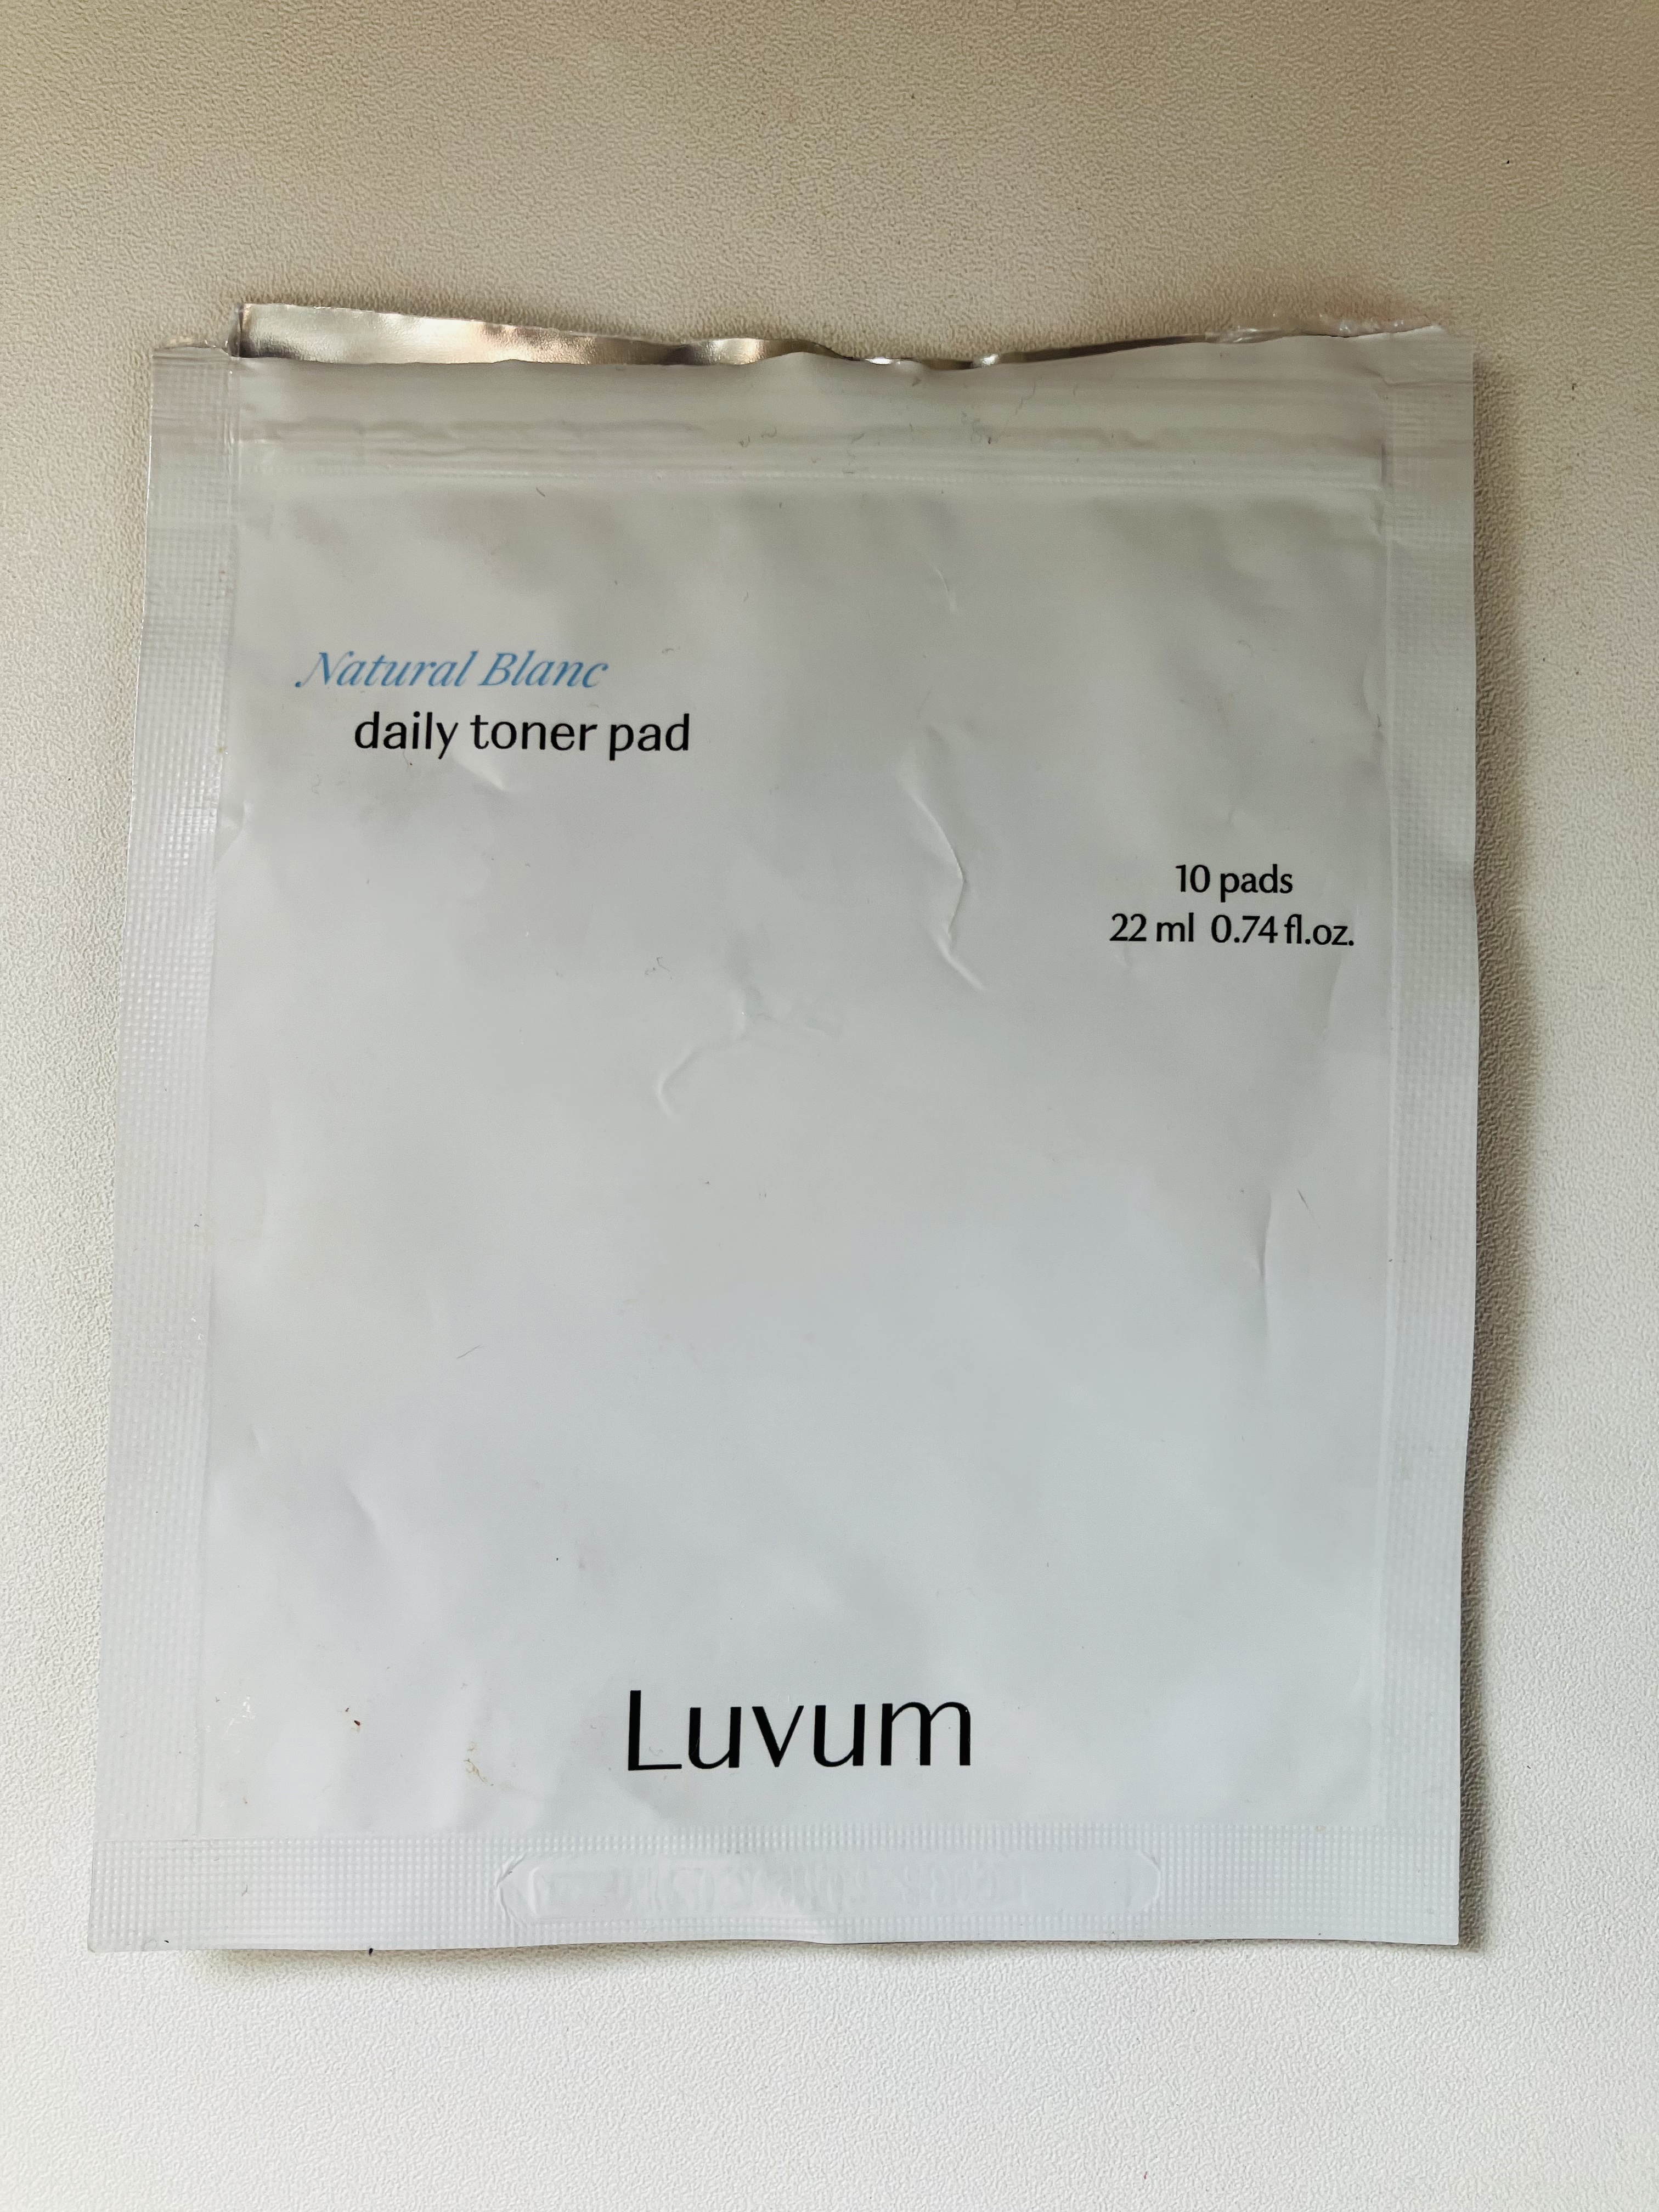 Natural Blanc
daily toner pad
10 pads
22 ml 0.74 fl.oz.
Luvum